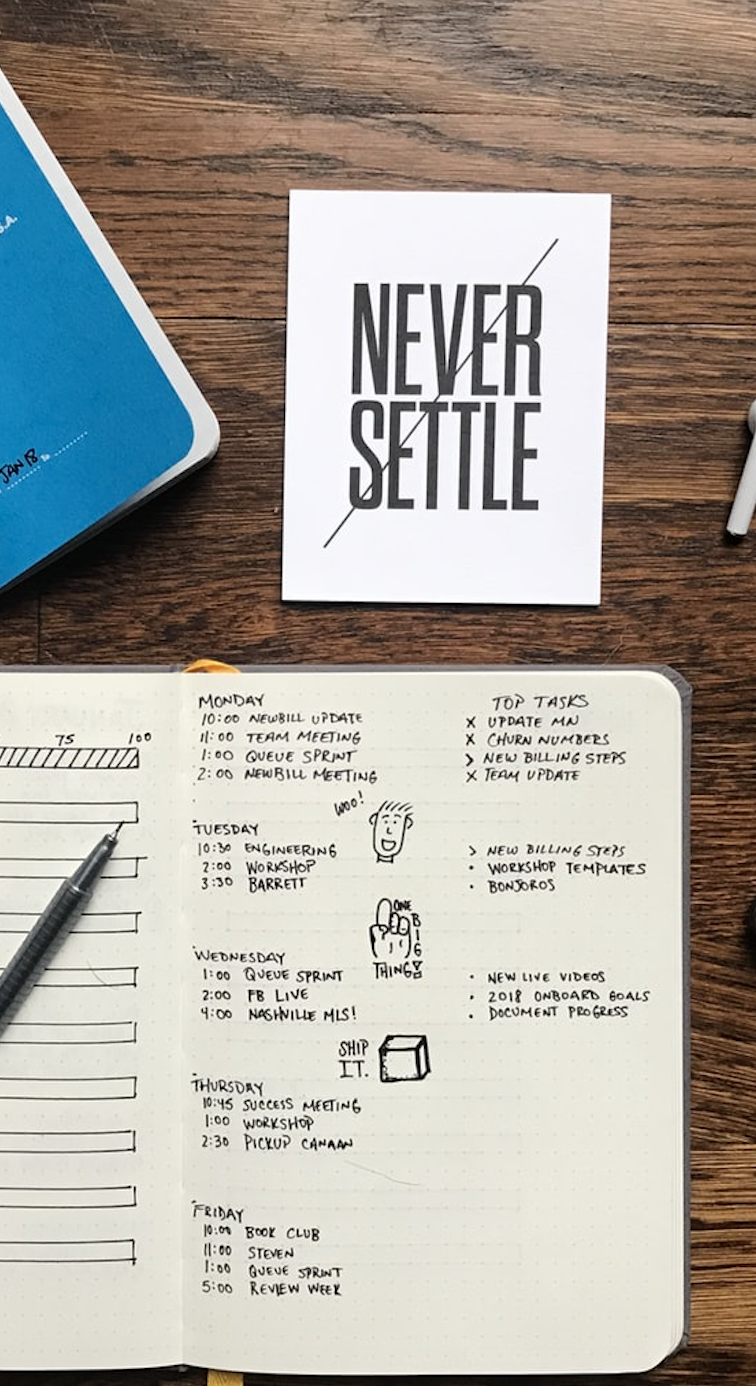 .A.
JAN 18 to
NEVER
SETTLE
75 100
MONDAY
10:00 NEWBILL UPDATE
11:00 TEAM MEETING
1:00 QUEUE SPRINT
2:00 NEWBILL MEETING
TOP TASKS
X UPDATE MN
X CHURN NUMBERS
> NEW BILLING STEPS
X TEAM UPDATE
WOO!
TUESDAY
10:30 ENGINEERING
2:00 WORKSHOP
3:30 BARRETT
> NEW BILLING STEPS
• WORKSHOP TEMPLATES
• BONJOROS
ONE
BIG
THING!
WEDNESDAY
1:00 QUEUE SPRINT
2:00 FB LIVE
4:00 NASHVILLE MLS!
• NEW LIVE VIDEOS
• 2018 ONBOARD GOALS
• DOCUMENT PROGRESS
SHIP
IT.
THURSDAY
10:45 SUCCESS MEETING
1:00 WORKSHOP
2:30 PICKUP CANAAN
FRIDAY
10:00 BOOK CLUB
11:00 STEVEN
1:00 QUEUE SPRINT
5:00 REVIEW WEEK